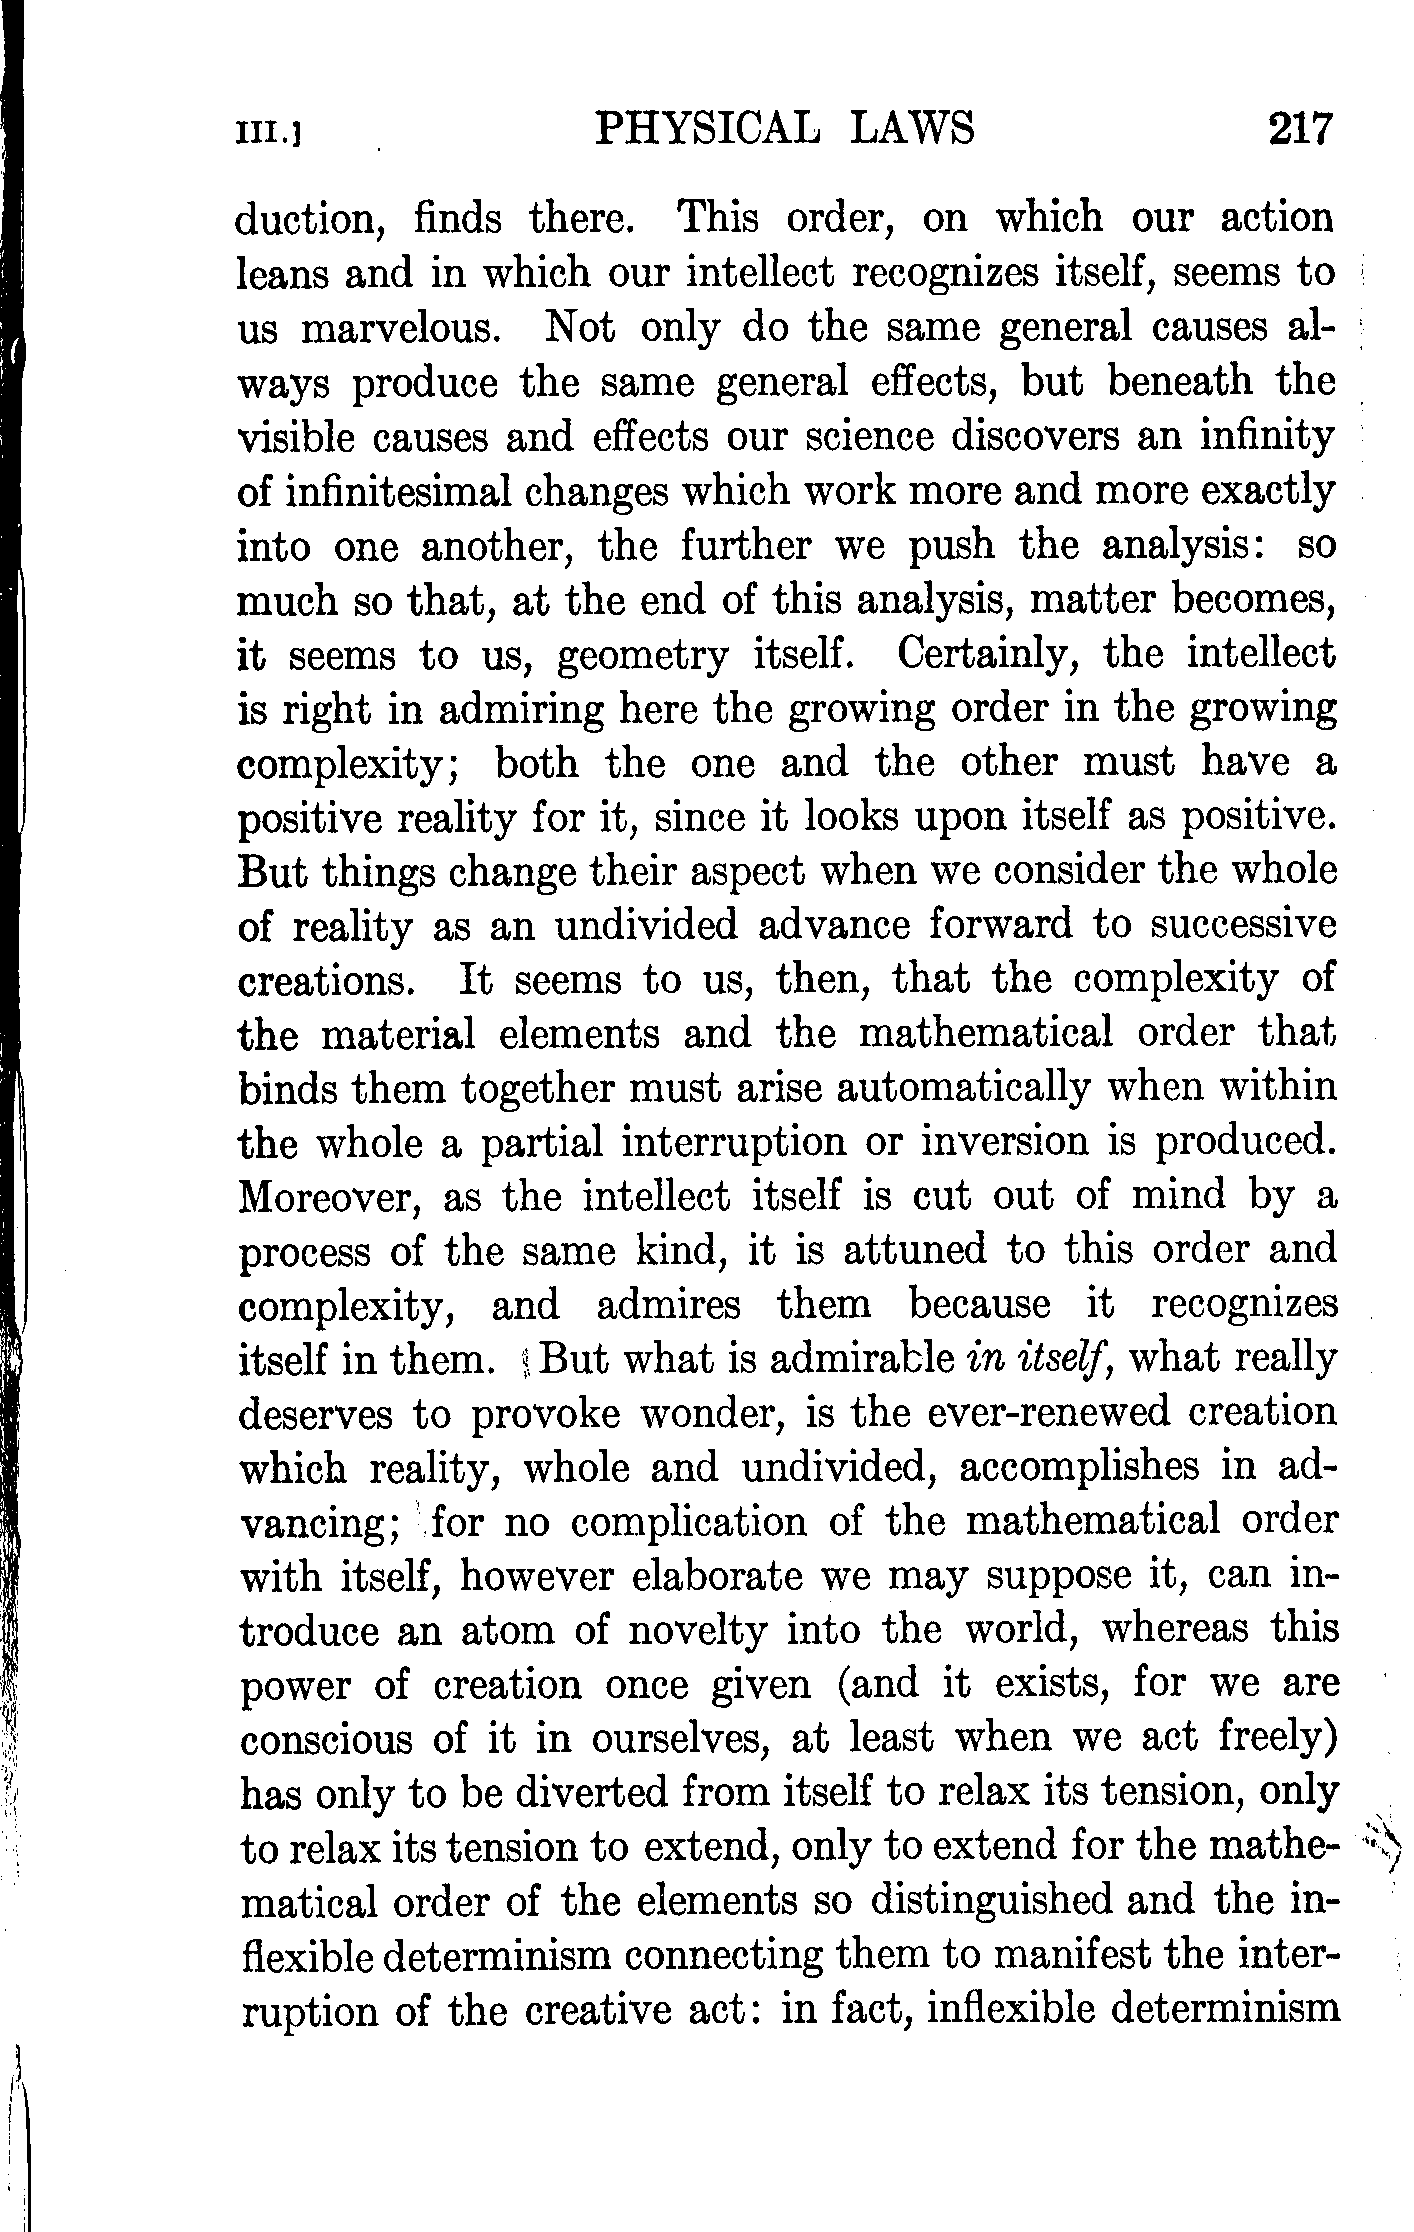 III.] PHYSICAL LAWS 217
duction, finds there. This order, on which our action
leans and in which our intellect recognizes itself, seems to
us marvelous. Not only do the same general causes al-
ways produce the same general effects, but beneath the
visible causes and effects our science discovers an infinity
of infinitesimal changes which work more and more exactly
into one another, the further we push the analysis: so
much so that, at the end of this analysis, matter becomes,
it seems to us, geometry itself. Certainly, the intellect
is right in admiring here the growing order in the growing
complexity; both the one and the other must have a
positive reality for it, since it looks upon itself as positive.
But things change their aspect when we consider the whole
of reality as an undivided advance forward to successive
creations. It seems to us, then, that the complexity of
the material elements and the mathematical order that
binds them together must arise automatically when within
the whole a partial interruption or inversion is produced.
Moreover, as the intellect itself is cut out of mind by a
process of the same kind, it is attuned to this order and
complexity, and admires them because it recognizes
itself in them. But what is admirable in itself, what really
deserves to provoke wonder, is the ever-renewed creation
which reality, whole and undivided, accomplishes in ad-
vancing; for no complication of the mathematical order
with itself, however elaborate we may suppose it, can in-
troduce an atom of novelty into the world, whereas this
power of creation once given (and it exists, for we are
conscious of it in ourselves, at least when we act freely)
has only to be diverted from itself to relax its tension, only
to relax its tension to extend, only to extend for the mathe-
matical order of the elements so distinguished and the in-
flexible determinism connecting them to manifest the inter-
ruption of the creative act: in fact, inflexible determinism